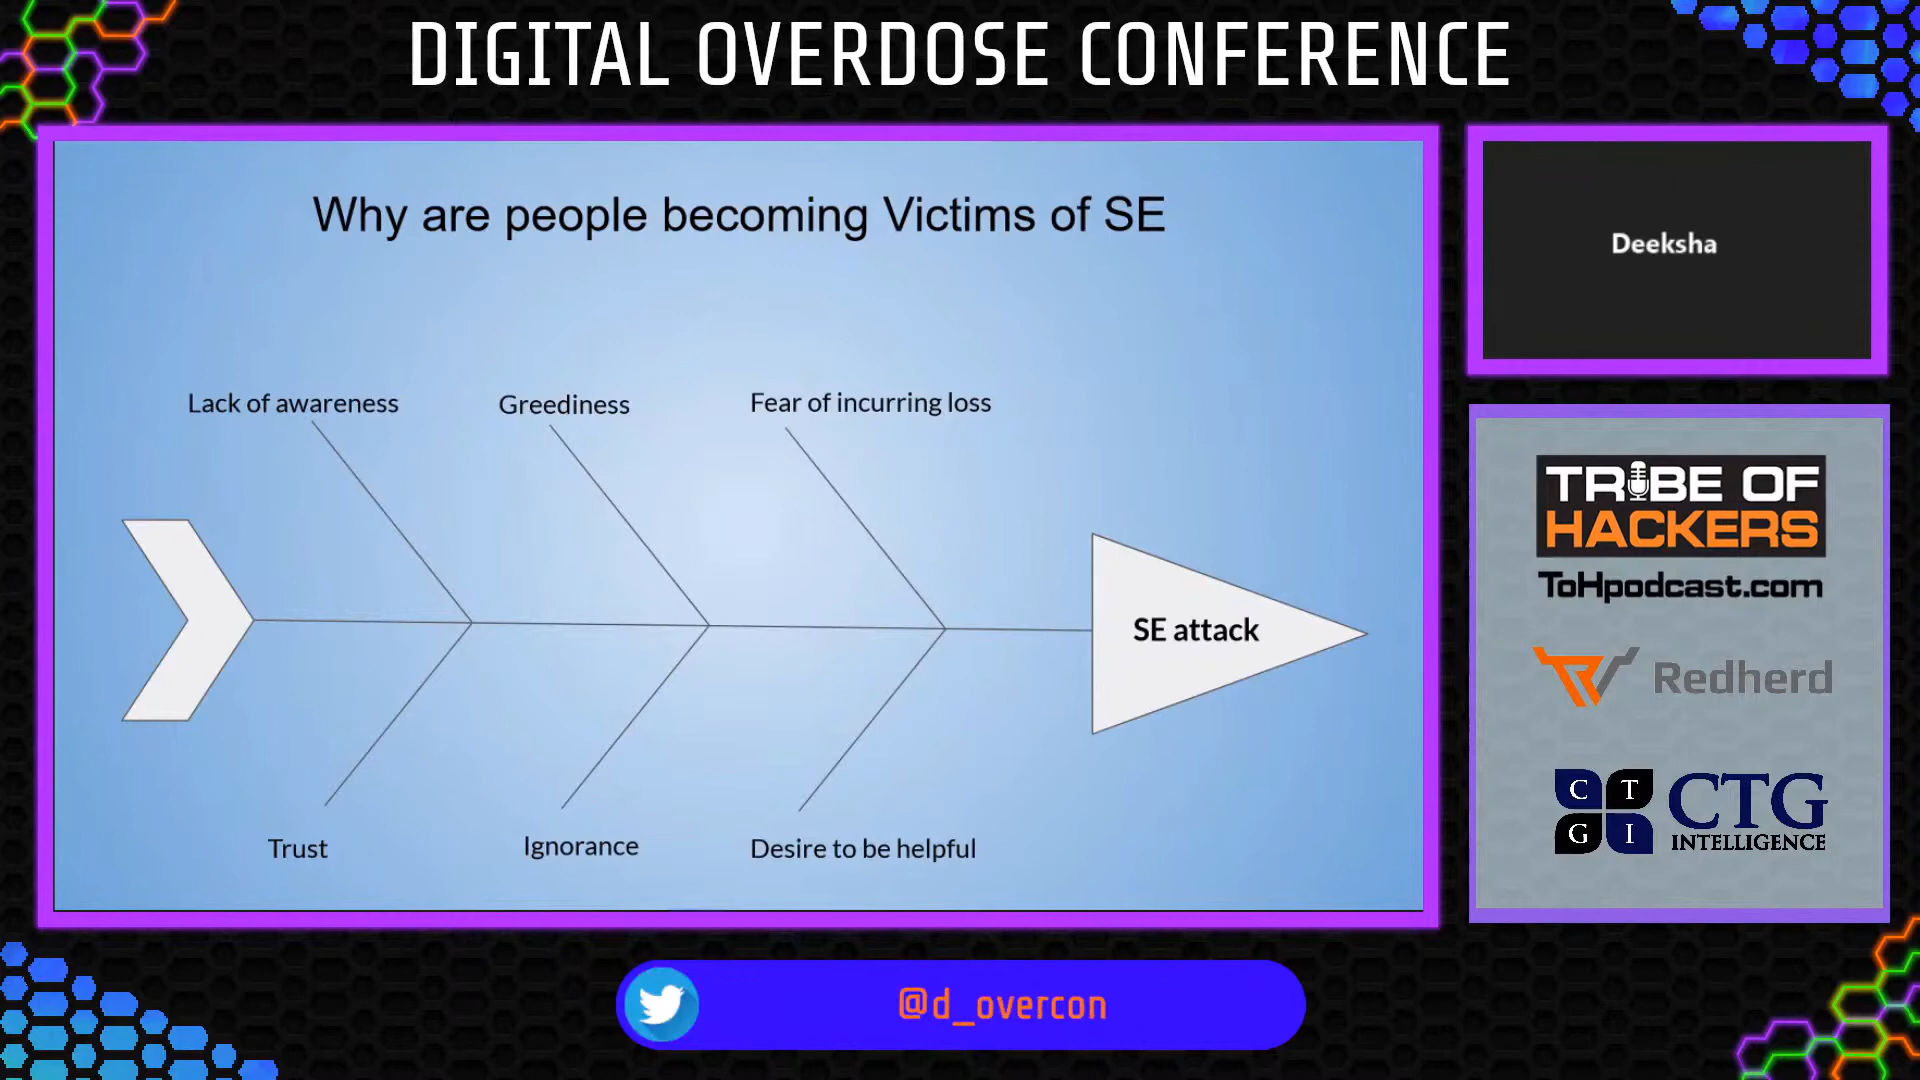 DIGITAL OVERDOSE CONFERENCE
Why are people becoming Victims of SE
Lack of awareness
Greediness
Fear of incurring loss
SE attack
Trust
Ignorance
Desire to be helpful
Deeksha
TRIBE OF
HACKERS
ToHpodcast.com
Redherd
C T
G I
CTG
INTELLIGENCE
@d_overcon